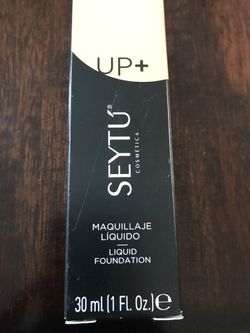 UP+
SEYTÚ®
COSMÉTICA
MAQUILLAJE
LÍQUIDO
LIQUID
FOUNDATION
30 ml (1 Fl. Oz.) ℮